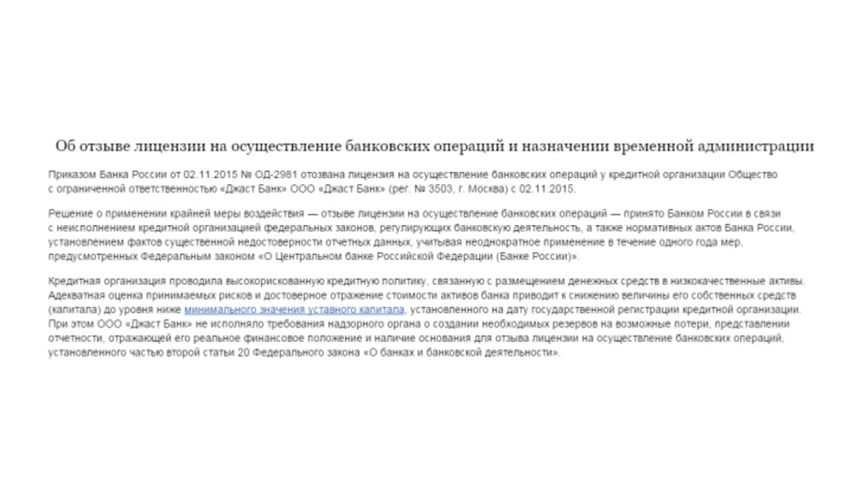 Об отзыве лицензии на осуществление банковских операций и назначении временной администрации
Приказом Банка России от 02.11.2015 № ОД-2981 отозвана лицензия на осуществление банковских операций у кредитной организации Общество
с ограниченной ответственностью «Джаст Банк» ООО «Джаст Банк» (рег. № 3503, г. Москва) с 02.11.2015.
Решение о применении крайней меры воздействия — отзыве лицензии на осуществление банковских операций — принято Банком России в связи
с неисполнением кредитной организацией федеральных законов, регулирующих банковскую деятельность, а также нормативных актов Банка России,
установлением фактов существенной недостоверности отчетных данных, учитывая неоднократное применение в течение одного года мер,
предусмотренных Федеральным законом «О Центральном банке Российской Федерации (Банке России)».
Кредитная организация проводила высокорискованную кредитную политику, связанную с размещением денежных средств в низкокачественные активы.
Адекватная оценка принимаемых рисков и достоверное отражение стоимости активов банка приводит к снижению величины его собственных средств
(капитала) до уровня ниже минимального значения уставного капитала, установленного на дату государственной регистрации кредитной организации.
При этом ООО «Джаст Банк» не исполняло требования надзорного органа о создании необходимых резервов на возможные потери, представлении
отчетности, отражающей его реальное финансовое положение и наличие основания для отзыва лицензии на осуществление банковских операций,
установленного частью второй статьи 20 Федерального закона «О банках и банковской деятельности».